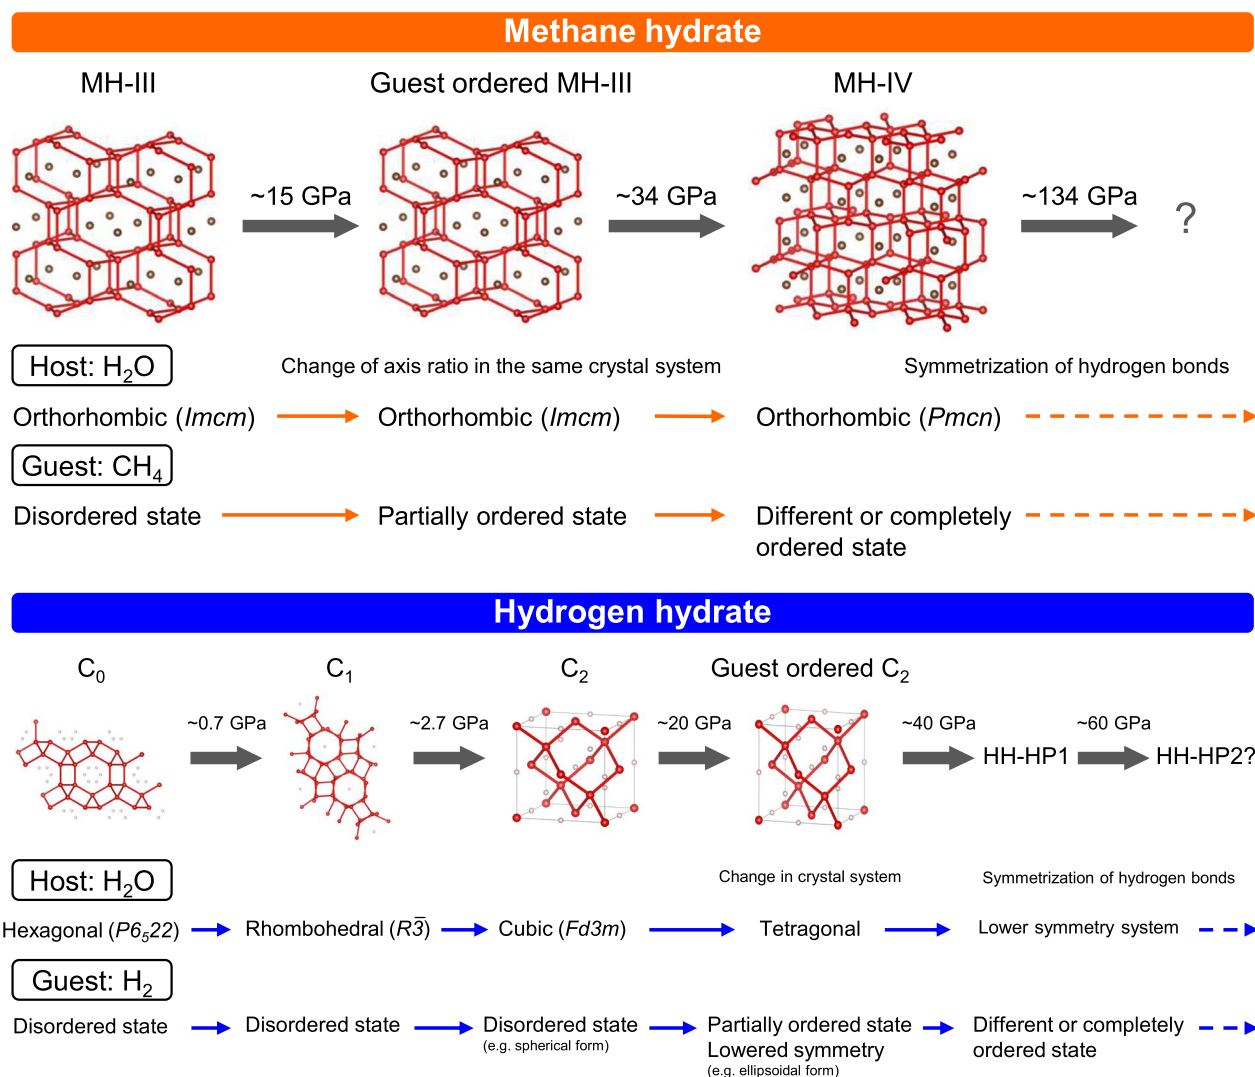 Methane hydrate
MH-III
Guest ordered MH-III
MH-IV
~15 GPa
~34 GPa
~134 GPa
?
Host: H₂O
Change of axis ratio in the same crystal system
Symmetrization of hydrogen bonds
Orthorhombic (Imcm)
Orthorhombic (Imcm)
Orthorhombic (Pmcn)
Guest: CH₄
Disordered state
Partially ordered state
Different or completely
ordered state
Hydrogen hydrate
C₀
C₁
C₂
Guest ordered C₂
~0.7 GPa
~2.7 GPa
~20 GPa
~40 GPa
~60 GPa
HH-HP1
HH-HP2?
Host: H₂O
Change in crystal system
Symmetrization of hydrogen bonds
Hexagonal (P6₅22)
Rhombohedral (R3̅)
Cubic (Fd3m)
Tetragonal
Lower symmetry system
Guest: H₂
Disordered state
Disordered state
Disordered state
(e.g. spherical form)
Partially ordered state
Lowered symmetry
(e.g. ellipsoidal form)
Different or completely
ordered state